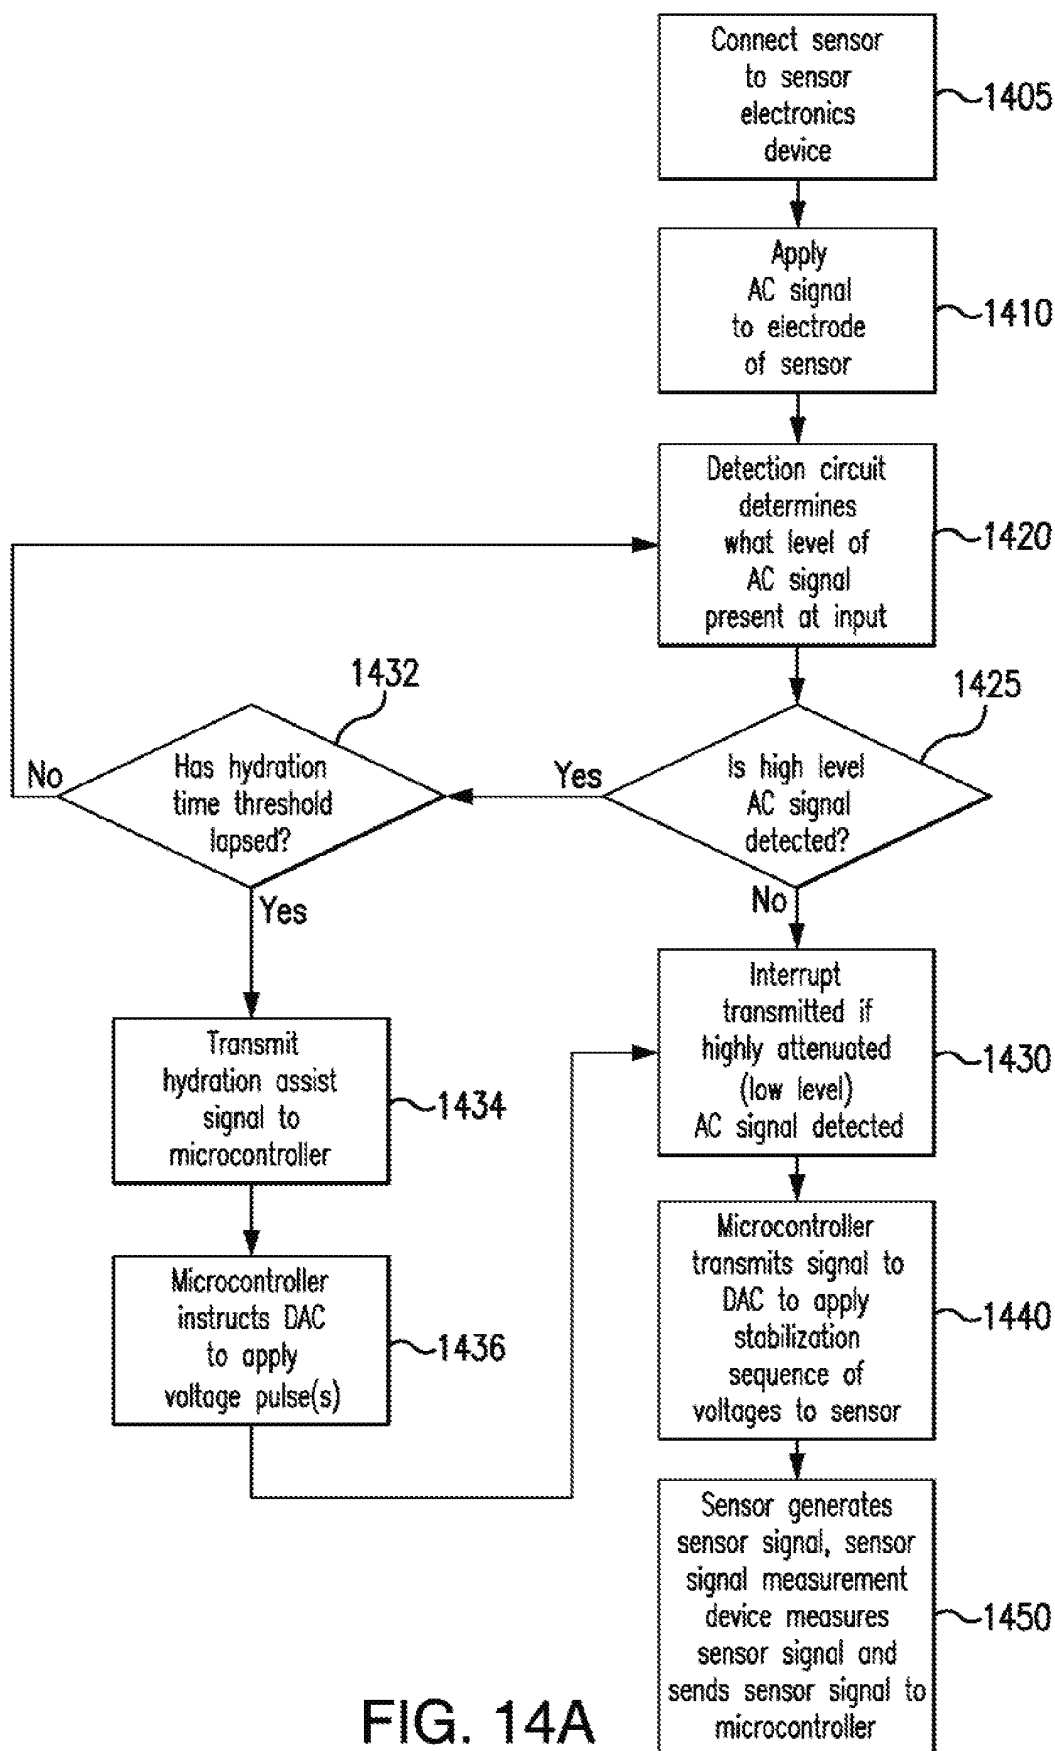 Connect sensor
to sensor
electronics
device
1405
Apply
AC signal
to electrode
of sensor
1410
Detection circuit
determines
what level of
AC signal
present at input
1420
1425
Is high level
AC signal
detected?
Yes
No
1432
Has hydration
time threshold
lapsed?
No
Yes
Transmit
hydration assist
signal to
microcontroller
1434
Microcontroller
instructs DAC
to apply
voltage pulse(s)
1436
Interrupt
transmitted if
highly attenuated
(low level)
AC signal detected
1430
Microcontroller
transmits signal to
DAC to apply
stabilization
sequence of
voltages to sensor
1440
Sensor generates
sensor signal, sensor
signal measurement
device measures
sensor signal and
sends sensor signal to
microcontroller
1450
FIG. 14A